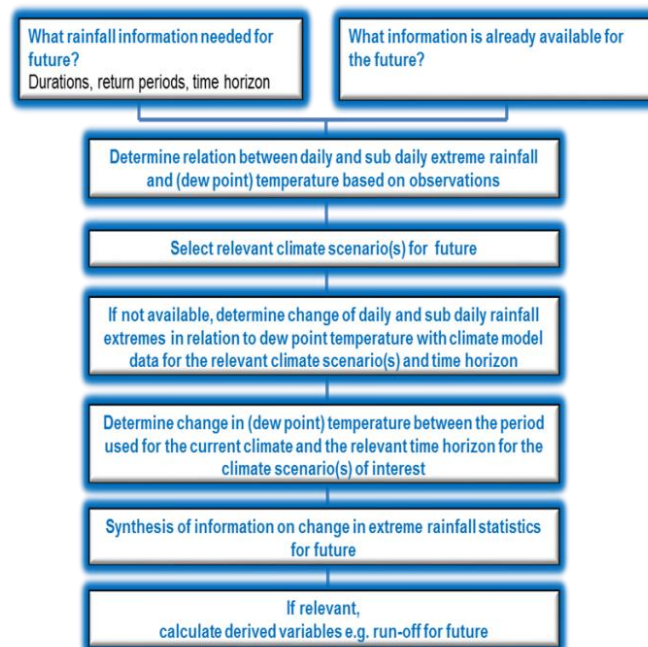 What rainfall information needed for
future?
Durations, return periods, time horizon
What information is already available for
the future?
Determine relation between daily and sub daily extreme rainfall
and (dew point) temperature based on observations
Select relevant climate scenario(s) for future
If not available, determine change of daily and sub daily rainfall
extremes in relation to dew point temperature with climate model
data for the relevant climate scenario(s) and time horizon
Determine change in (dew point) temperature between the period
used for the current climate and the relevant time horizon for the
climate scenario(s) of interest
Synthesis of information on change in extreme rainfall statistics
for future
If relevant,
calculate derived variables e.g. run-off for future